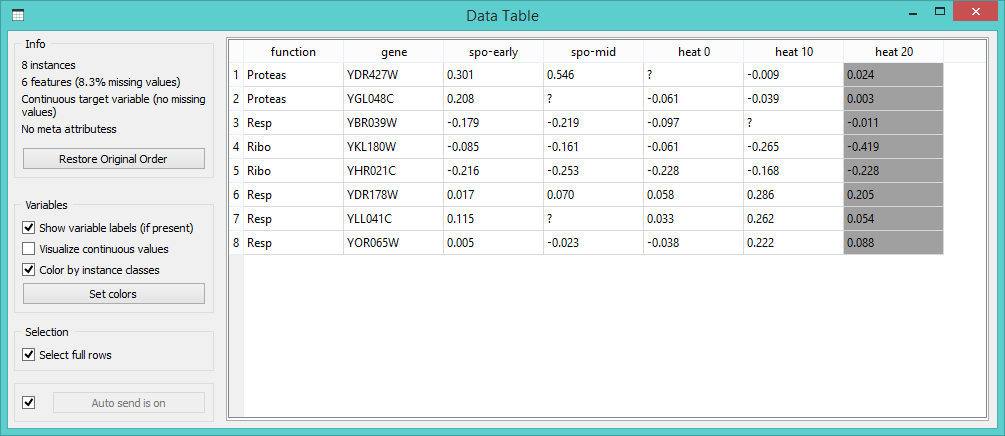 Data Table
Info
8 instances
6 features (8.3% missing values)
Continuous target variable (no missing
values)
No meta attributess
Restore Original Order
Variables
Show variable labels (if present)
Visualize continuous values
Color by instance classes
Set colors
Selection
Select full rows
Auto send is on
function gene spo-early spo-mid heat 0 heat 10 heat 20
1 Proteas YDR427W 0.301 0.546 ? -0.009 0.024
2 Proteas YGL048C 0.208 ? -0.061 -0.039 0.003
3 Resp YBR039W -0.179 -0.219 -0.097 ? -0.011
4 Ribo YKL180W -0.085 -0.161 -0.061 -0.265 -0.419
5 Ribo YHR021C -0.216 -0.253 -0.228 -0.168 -0.228
6 Resp YDR178W 0.017 0.070 0.058 0.286 0.205
7 Resp YLL041C 0.115 ? 0.033 0.262 0.054
8 Resp YOR065W 0.005 -0.023 -0.038 0.222 0.088